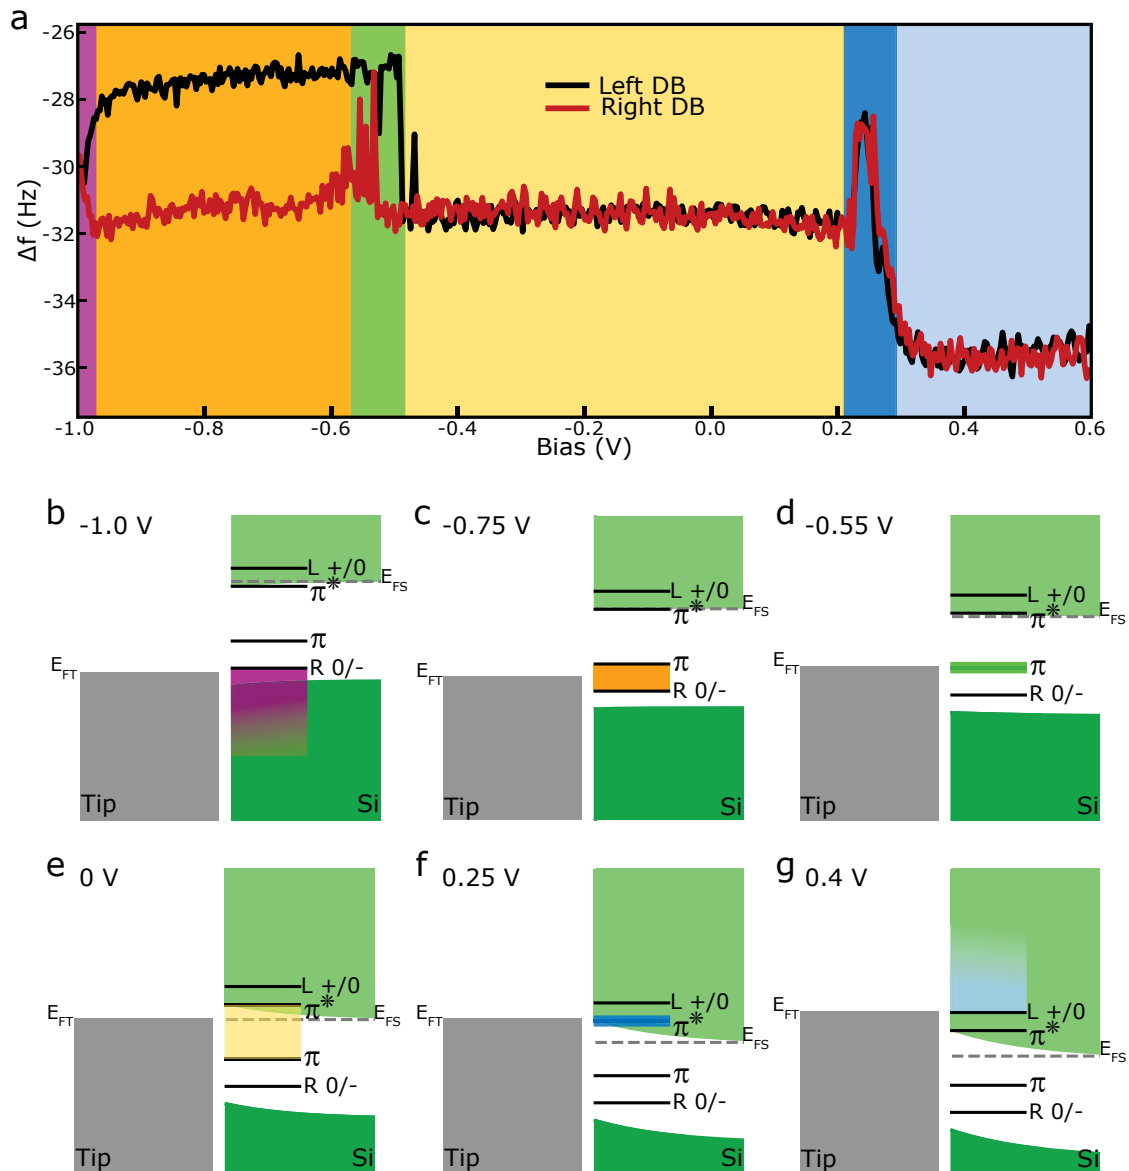 a
-26
-28
-30
-32
-34
-36
Δf (Hz)
Left DB
Right DB
-1.0 -0.8 -0.6 -0.4 -0.2 0.0 0.2 0.4 0.6
Bias (V)
b -1.0 V
L +/0
π* E_FS
π
E_FT R 0/-
Tip Si
c -0.75 V
L +/0
π* E_FS
π
E_FT R 0/-
Tip Si
d -0.55 V
L +/0
π* E_FS
E_FT π
R 0/-
Tip Si
e 0 V
L +/0
π*
E_FT E_FS
π
R 0/-
Tip Si
f 0.25 V
L +/0
E_FT π*
E_FS
π
R 0/-
Tip Si
g 0.4 V
E_FT L +/0
π*
E_FS
π
R 0/-
Tip Si